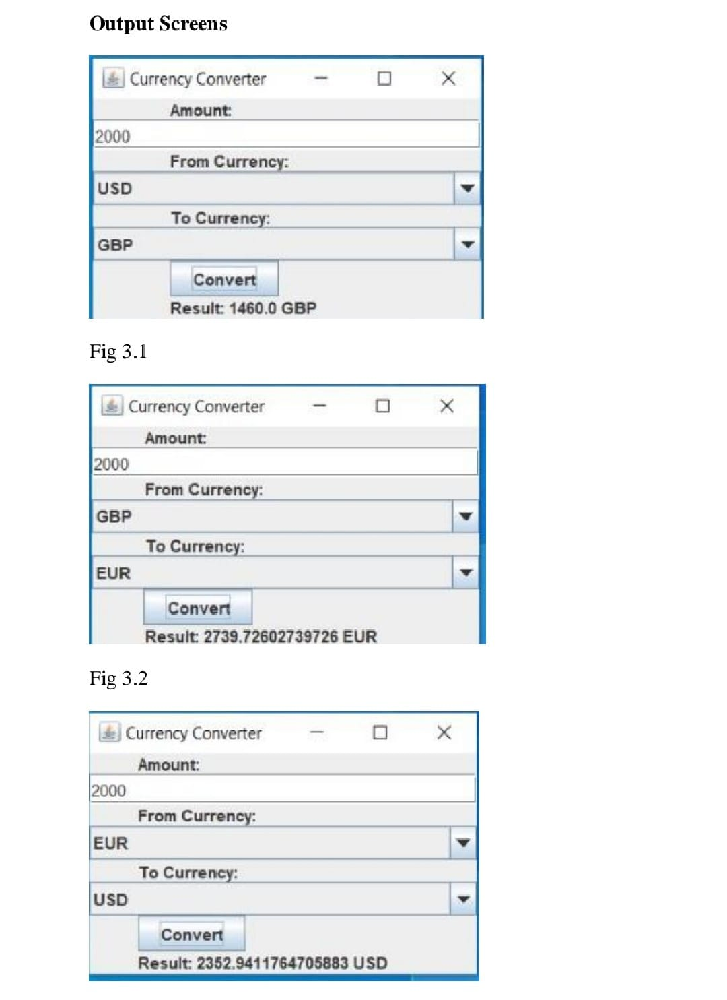 Output Screens
Currency Converter
Amount:
2000
From Currency:
USD
To Currency:
GBP
Convert
Result: 1460.0 GBP
Fig 3.1
Currency Converter
Amount:
2000
From Currency:
GBP
To Currency:
EUR
Convert
Result: 2739.72602739726 EUR
Fig 3.2
Currency Converter
Amount:
2000
From Currency:
EUR
To Currency:
USD
Convert
Result: 2352.9411764705883 USD